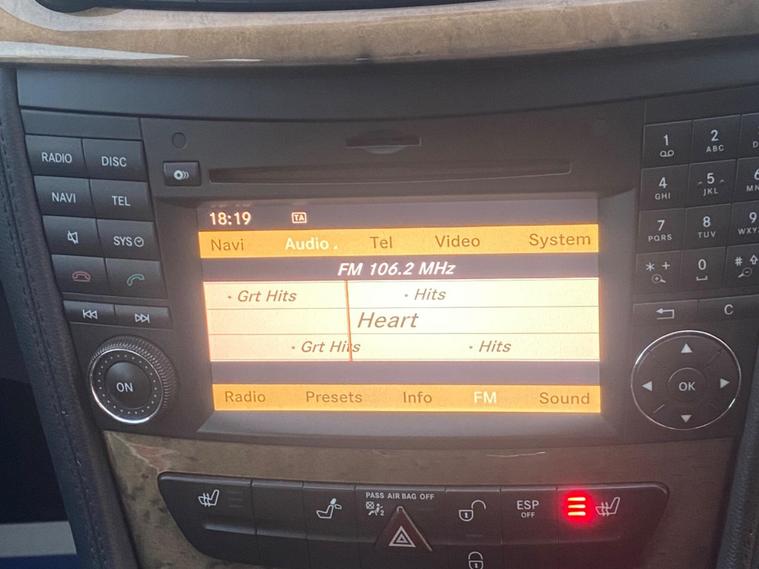 RADIO DISC
NAVI TEL
SYS
ON
18:19 TA
Navi Audio . Tel Video System
FM 106.2 MHz
• Grt Hits • Hits
Heart
• Grt Hits • Hits
Radio Presets Info FM Sound
1 2 ABC
4 GHI 5 JKL
7 PQRS 8 TUV 9
* + 0 #
C
OK
PASS AIR BAG OFF
ESP
OFF